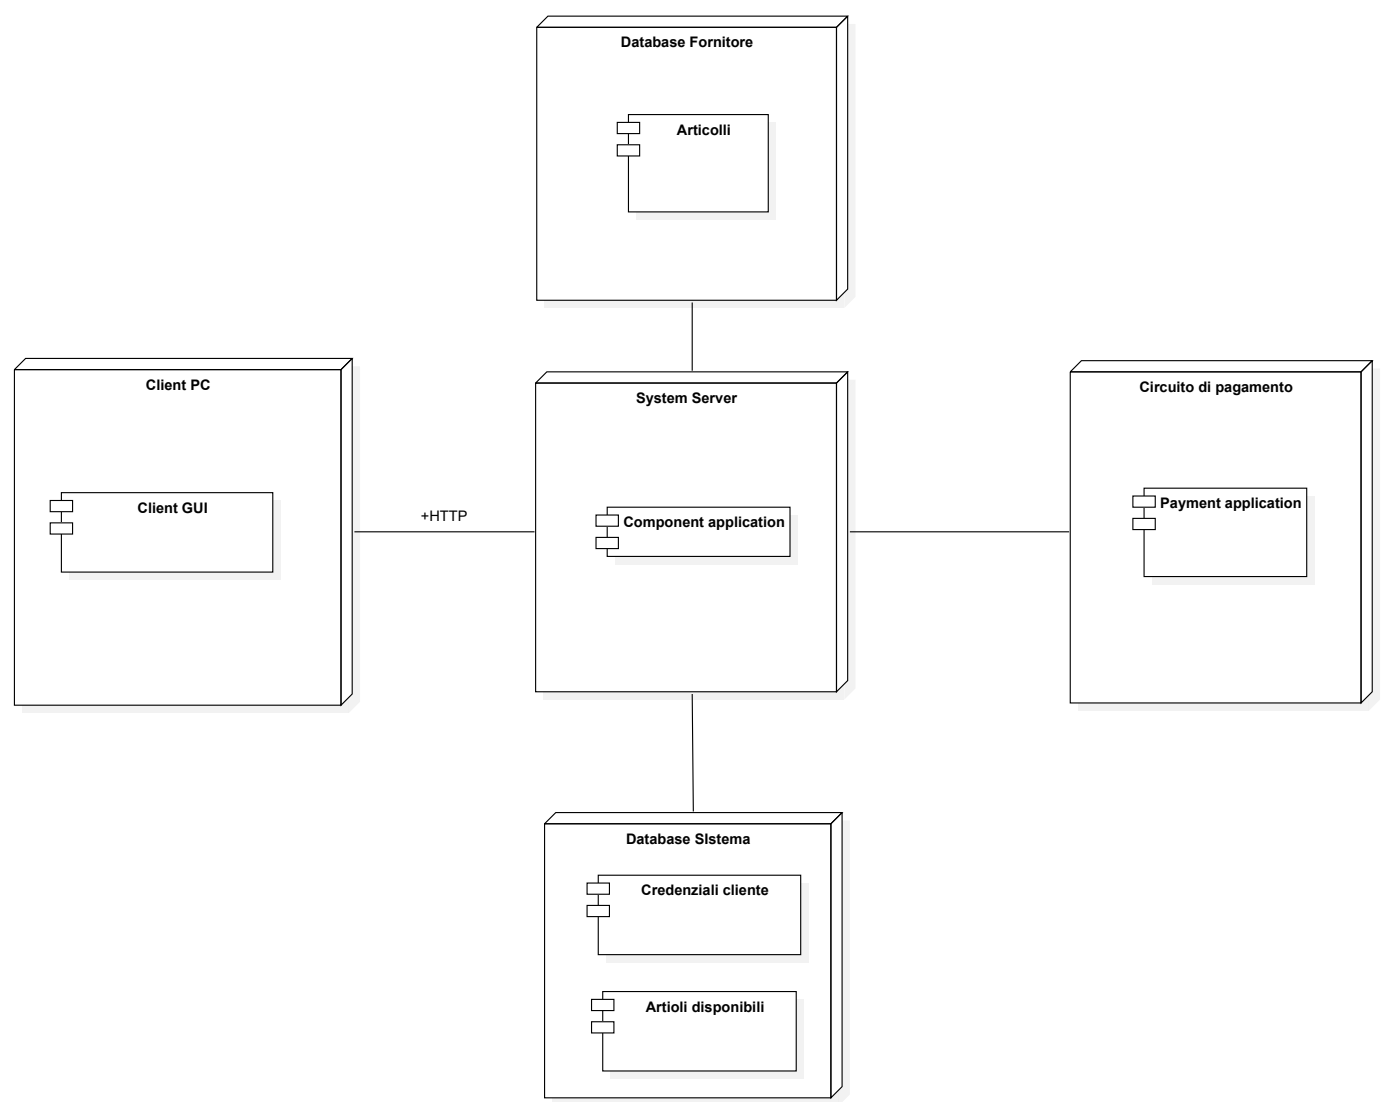 Database Fornitore
Articolli
Client PC
System Server
Circuito di pagamento
Client GUI
+HTTP
Component application
Payment application
Database SIstema
Credenziali cliente
Artioli disponibili